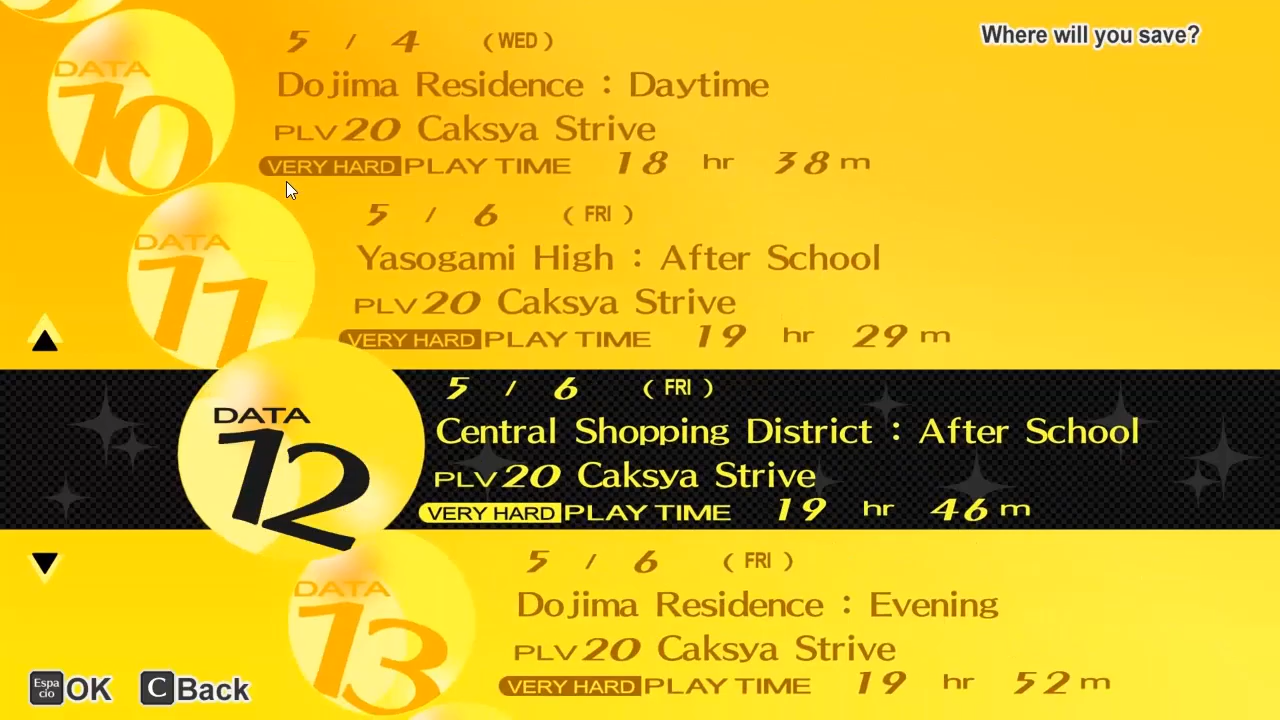 Where will you save?
DATA 10
5 / 4 (WED)
Dojima Residence : Daytime
PLV 20 Caksya Strive
VERY HARD PLAY TIME 18 hr 38 m
DATA 11
5 / 6 (FRI)
Yasogami High : After School
PLV 20 Caksya Strive
VERY HARD PLAY TIME 19 hr 29 m
DATA 12
5 / 6 (FRI)
Central Shopping District : After School
PLV 20 Caksya Strive
VERY HARD PLAY TIME 19 hr 46 m
DATA 13
5 / 6 (FRI)
Dojima Residence : Evening
PLV 20 Caksya Strive
VERY HARD PLAY TIME 19 hr 52 m
Espacio OK C Back